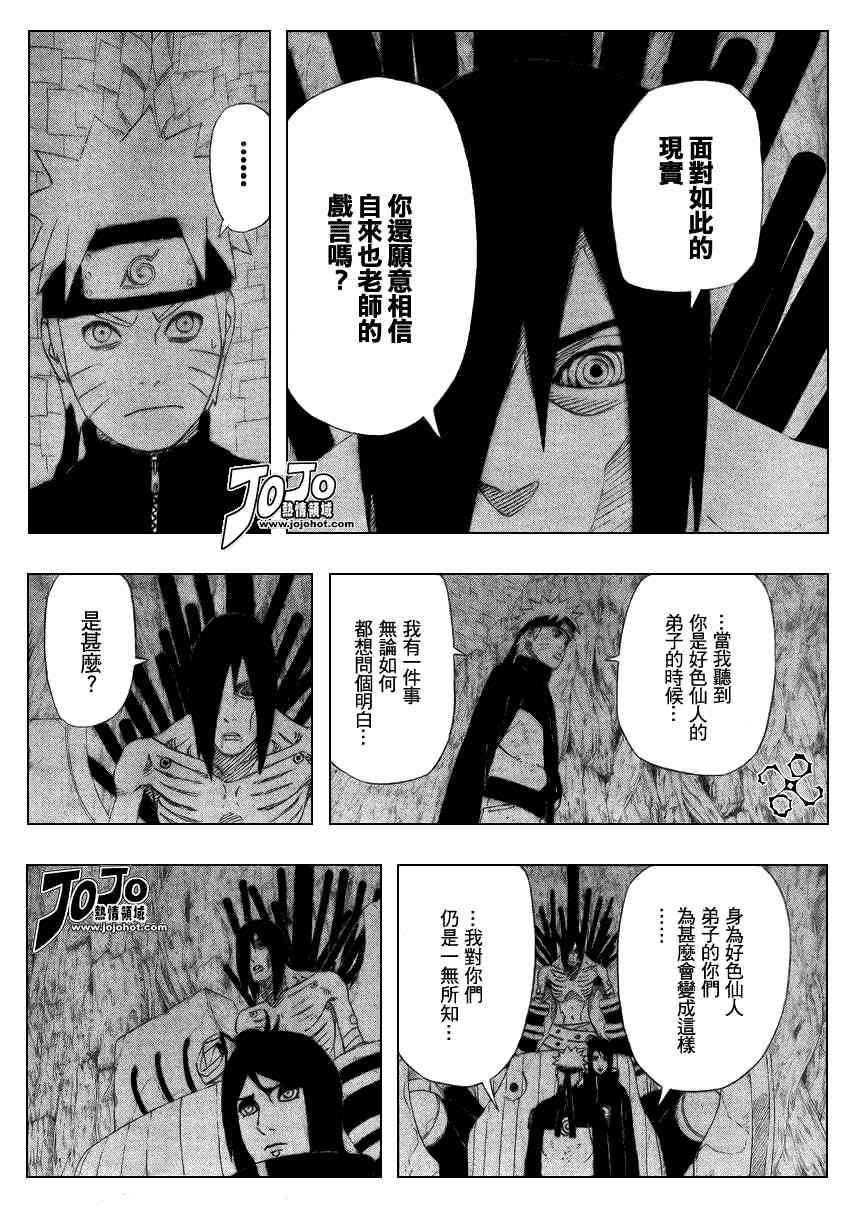 面對如此的
現實
你還願意相信
自來也老師的
戲言嗎？
……
JOJO
熱情領域
www.jojohot.com
…當我聽到
你是好色仙人的
弟子的時候…
我有一件事
無論如何
都想問個明白…
是甚麼？
身為好色仙人
弟子的你們
為甚麼會變成這樣
……
…我對你們
仍是一無所知…
JOJO
熱情領域
www.jojohot.com